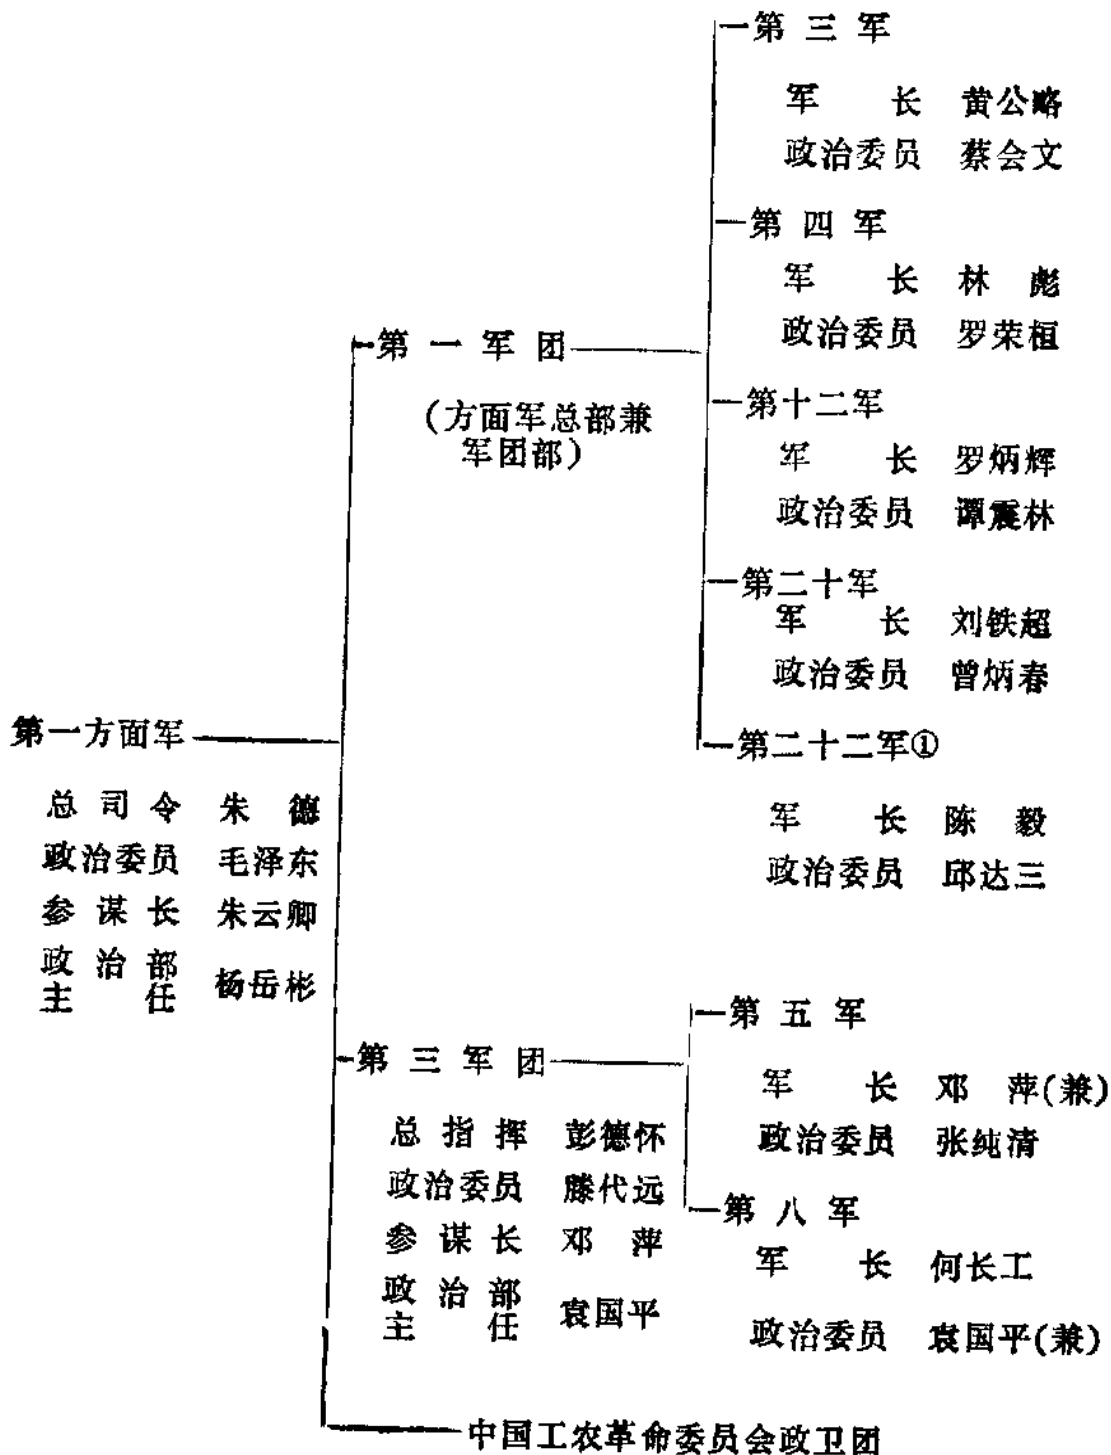 第一方面军
总司令 朱德
政治委员 毛泽东
参谋长 朱云卿
政治部
主任 杨岳彬
第一军团
(方面军总部兼
军团部)
第三军
军长 黄公略
政治委员 蔡会文
第四军
军长 林彪
政治委员 罗荣桓
第十二军
军长 罗炳辉
政治委员 谭震林
第二十军
军长 刘铁超
政治委员 曾炳春
第二十二军①
军长 陈毅
政治委员 邱达三
第三军团
总指挥 彭德怀
政治委员 滕代远
参谋长 邓萍
政治部
主任 袁国平
第五军
军长 邓萍(兼)
政治委员 张纯清
第八军
军长 何长工
政治委员 袁国平(兼)
中国工农革命委员会政卫团